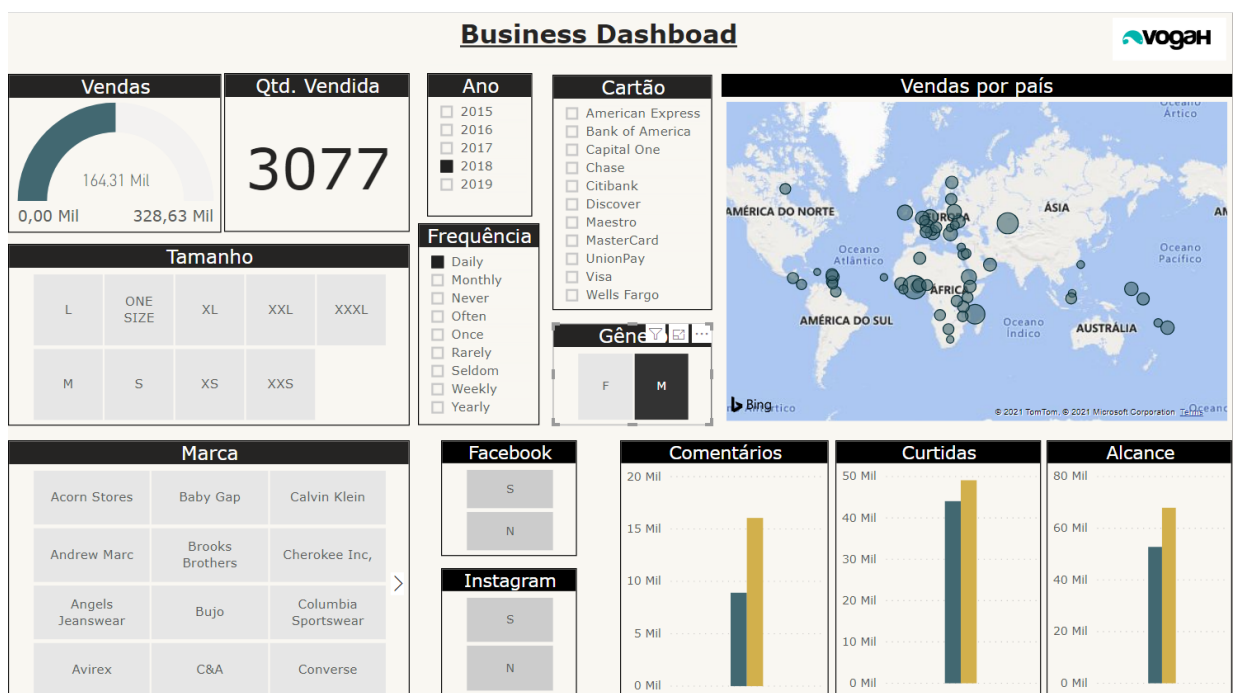 Business Dashboad
vogaH
Vendas
164,31 Mil
0,00 Mil
328,63 Mil
Qtd. Vendida
3077
Ano
2015
2016
2017
2018
2019
Cartão
American Express
Bank of America
Capital One
Chase
Citibank
Discover
Maestro
MasterCard
UnionPay
Visa
Wells Fargo
Vendas por país
Oceano
Ártico
AMÉRICA DO NORTE
EUROPA
ÁSIA
Oceano
Atlântico
Oceano
Pacífico
ÁFRICA
AMÉRICA DO SUL
Oceano
Índico
AUSTRÁLIA
Bing
© 2021 TomTom, © 2021 Microsoft Corporation
Terms
Tamanho
L
ONE
SIZE
XL
XXL
XXXL
M
S
XS
XXS
Frequência
Daily
Monthly
Never
Often
Once
Rarely
Seldom
Weekly
Yearly
Gêne
F
M
Marca
Acorn Stores
Baby Gap
Calvin Klein
Andrew Marc
Brooks
Brothers
Cherokee Inc,
Angels
Jeanswear
Bujo
Columbia
Sportswear
Avirex
C&A
Converse
Facebook
S
N
Instagram
S
N
Comentários
20 Mil
15 Mil
10 Mil
5 Mil
0 Mil
Curtidas
50 Mil
40 Mil
30 Mil
20 Mil
10 Mil
0 Mil
Alcance
80 Mil
60 Mil
40 Mil
20 Mil
0 Mil